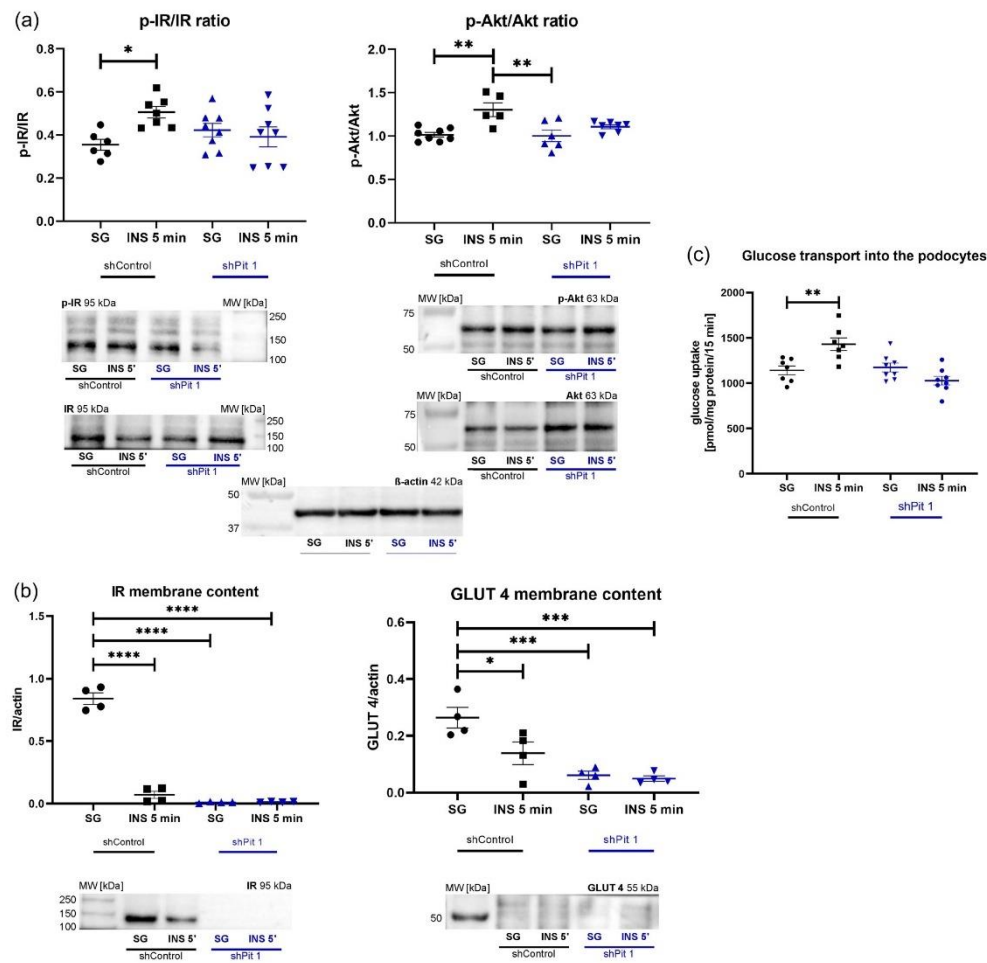 (a)
p-IR/IR ratio
p-IR/IR
0.8
0.6
0.4
0.2
0.0
*
SG INS 5 min SG INS 5 min
shControl shPit 1
p-Akt/Akt ratio
p-Akt/Akt
2.0
1.5
1.0
0.5
0.0
** **
SG INS 5 min SG INS 5 min
shControl shPit 1
p-IR 95 kDa MW [kDa]
250
150
100
SG INS 5' SG INS 5'
shControl shPit 1
IR 95 kDa MW [kDa]
250
150
100
SG INS 5' SG INS 5'
shControl shPit 1
MW [kDa] p-Akt 63 kDa
75
50
SG INS 5' SG INS 5'
shControl shPit 1
MW [kDa] Akt 63 kDa
75
50
SG INS 5' SG INS 5'
shControl shPit 1
MW [kDa] ß-actin 42 kDa
50
37
SG INS 5' SG INS 5'
(c) Glucose transport into the podocytes
glucose uptake
[pmol/mg protein/15 min]
2000
1500
1000
500
0
**
SG INS 5 min SG INS 5 min
shControl shPit 1
(b)
IR membrane content
IR/actin
1.5
1.0
0.5
0.0
****
****
****
SG INS 5 min SG INS 5 min
shControl shPit 1
MW [kDa] IR 95 kDa
250
150
100
SG INS 5' SG INS 5'
shControl shPit 1
GLUT 4 membrane content
GLUT 4/actin
0.6
0.4
0.2
0.0
***
***
*
SG INS 5 min SG INS 5 min
shControl shPit 1
MW [kDa] GLUT 4 55 kDa
50
SG INS 5' SG INS 5'
shControl shPit 1